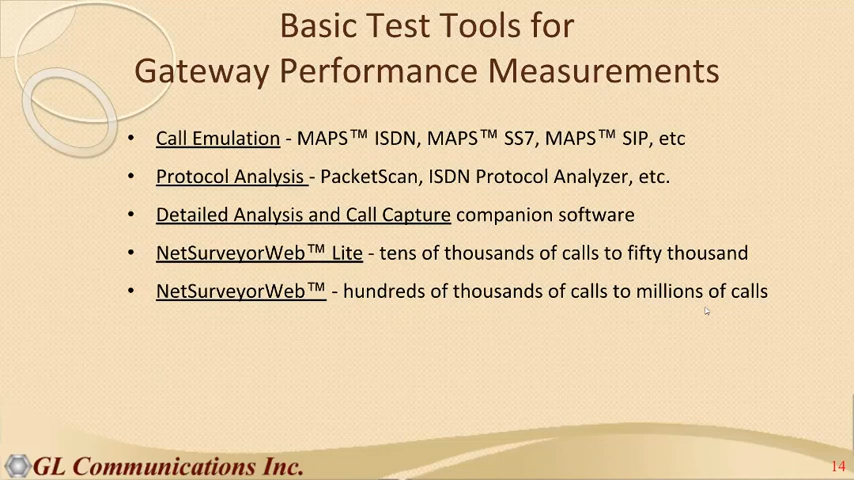 Basic Test Tools for
Gateway Performance Measurements
• Call Emulation - MAPS™ ISDN, MAPS™ SS7, MAPS™ SIP, etc
• Protocol Analysis - PacketScan, ISDN Protocol Analyzer, etc.
• Detailed Analysis and Call Capture companion software
• NetSurveyorWeb™ Lite - tens of thousands of calls to fifty thousand
• NetSurveyorWeb™ - hundreds of thousands of calls to millions of calls
GL Communications Inc.
14